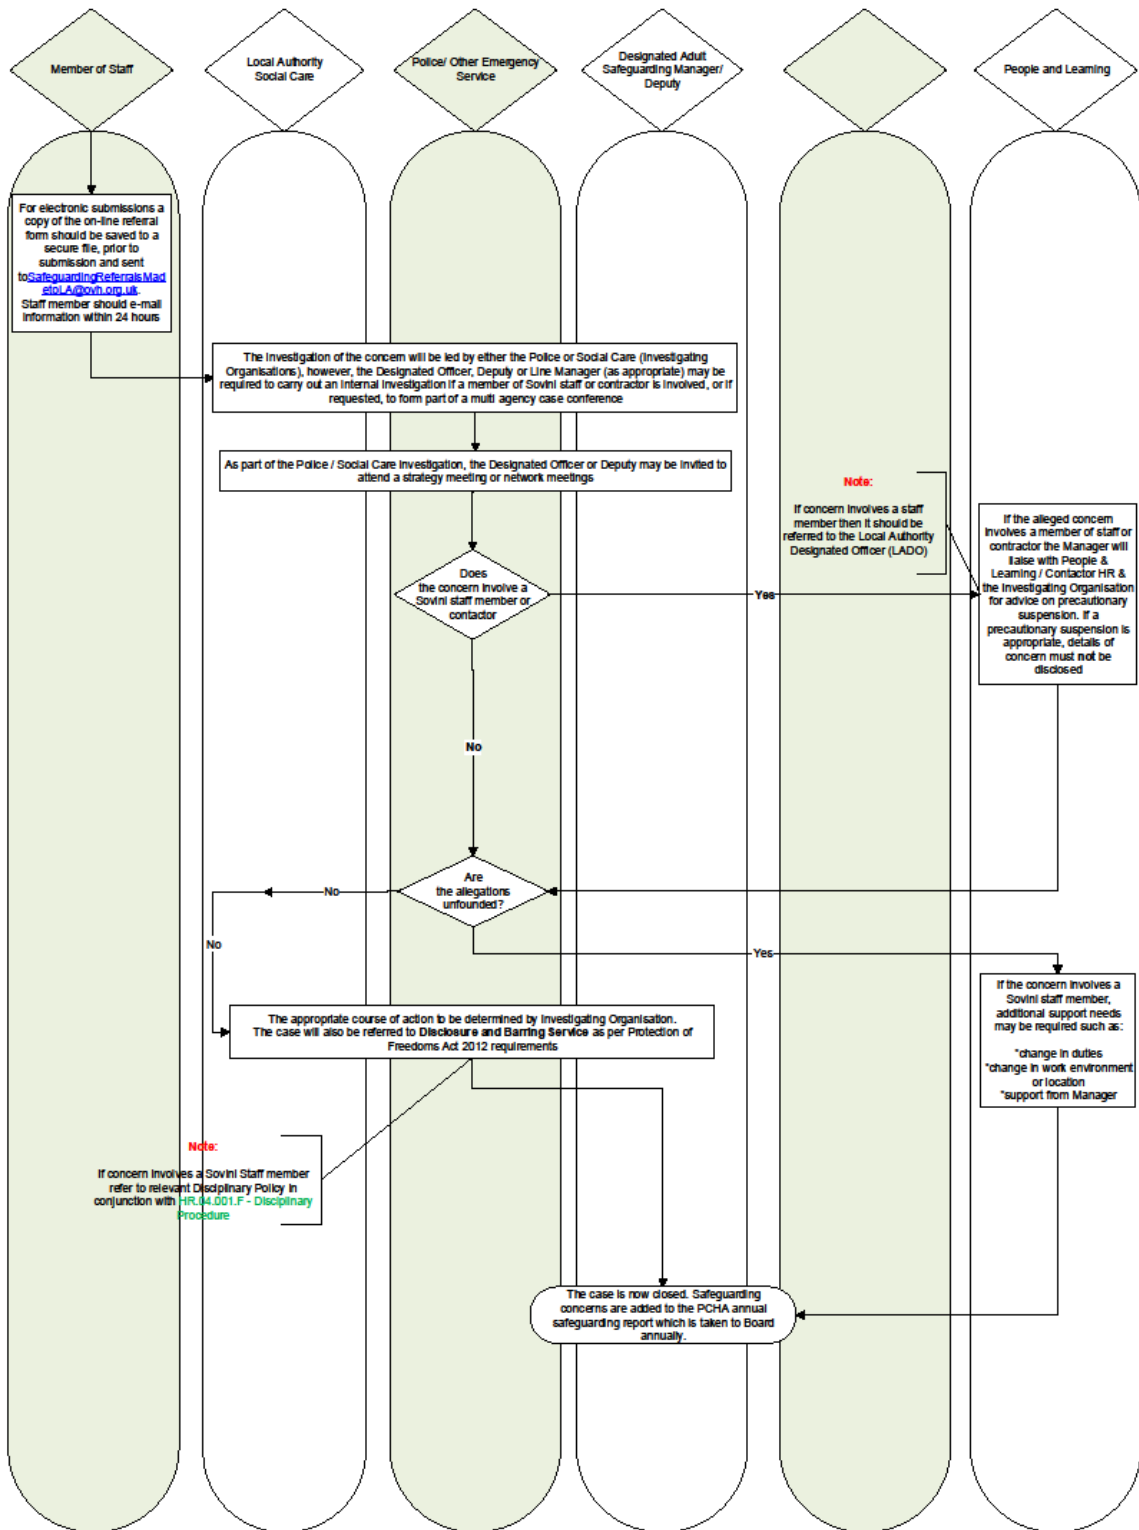 Member of Staff
Local Authority
Social Care
Police/ Other Emergency
Service
Designated Adult
Safeguarding Manager/
Deputy
People and Learning
For electronic submissions a
copy of the on-line referral
form should be saved to a
secure file, prior to
submission and sent
toSafeguardingReferralsMad
etoLA@ovh.org.uk.
Staff member should e-mail
information within 24 hours
The investigation of the concern will be led by either the Police or Social Care (Investigating
Organisations), however, the Designated Officer, Deputy or Line Manager (as appropriate) may be
required to carry out an internal investigation if a member of Sovini staff or contractor is involved, or if
requested, to form part of a multi agency case conference
As part of the Police / Social Care investigation, the Designated Officer or Deputy may be invited to
attend a strategy meeting or network meetings
Note:
If concern involves a staff
member then it should be
referred to the Local Authority
Designated Officer (LADO)
If the alleged concern
involves a member of staff or
contractor the Manager will
liaise with People &
Learning / Contactor HR &
the Investigating Organisation
for advice on precautionary
suspension. If a
precautionary suspension is
appropriate, details of
concern must not be
disclosed
Does
the concern involve a
Sovini staff member or
contactor
Yes
No
Are
the allegations
unfounded?
No
No
Yes
If the concern involves a
Sovini staff member,
additional support needs
may be required such as:
*change in duties
*change in work environment
or location
*support from Manager
The appropriate course of action to be determined by Investigating Organisation.
The case will also be referred to Disclosure and Barring Service as per Protection of
Freedoms Act 2012 requirements
Note:
If concern involves a Sovini Staff member
refer to relevant Disciplinary Policy in
conjunction with HR.04.001.F - Disciplinary
Procedure
The case is now closed. Safeguarding
concerns are added to the PCHA annual
safeguarding report which is taken to Board
annually.